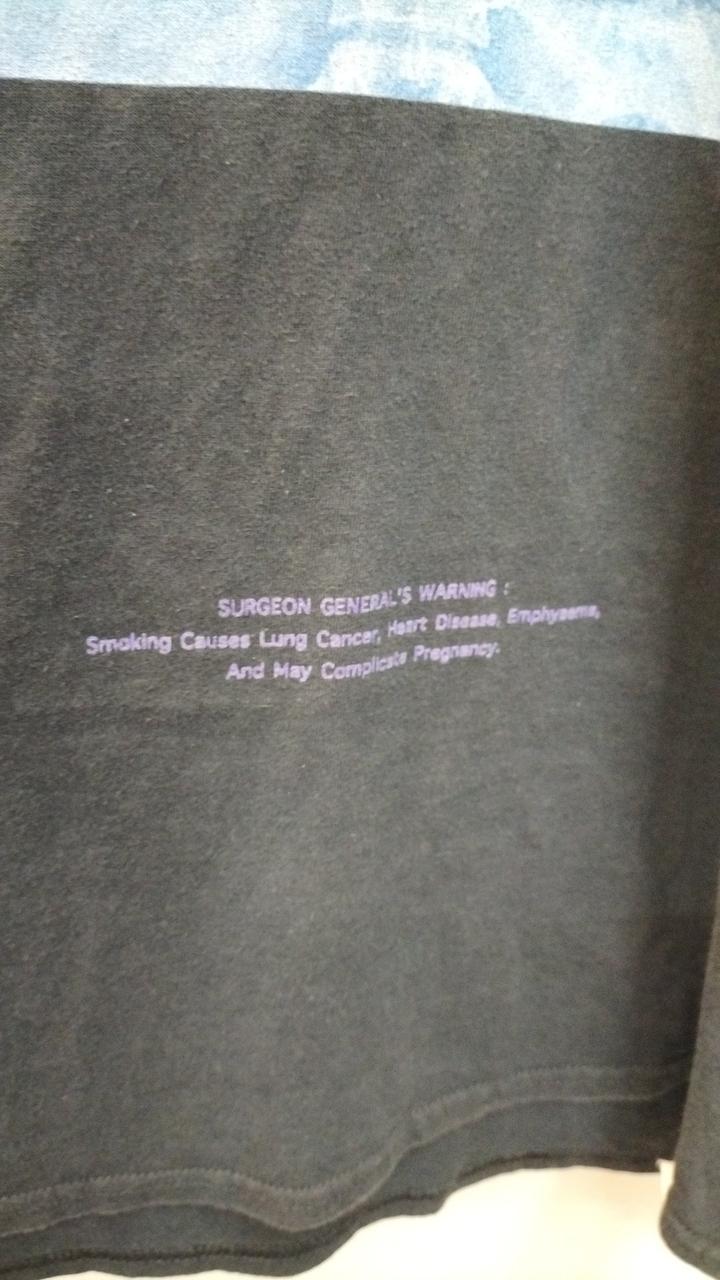 SURGEON GENERAL'S WARNING :
Smoking Causes Lung Cancer, Heart Disease, Emphysema,
And May Complicate Pregnancy.